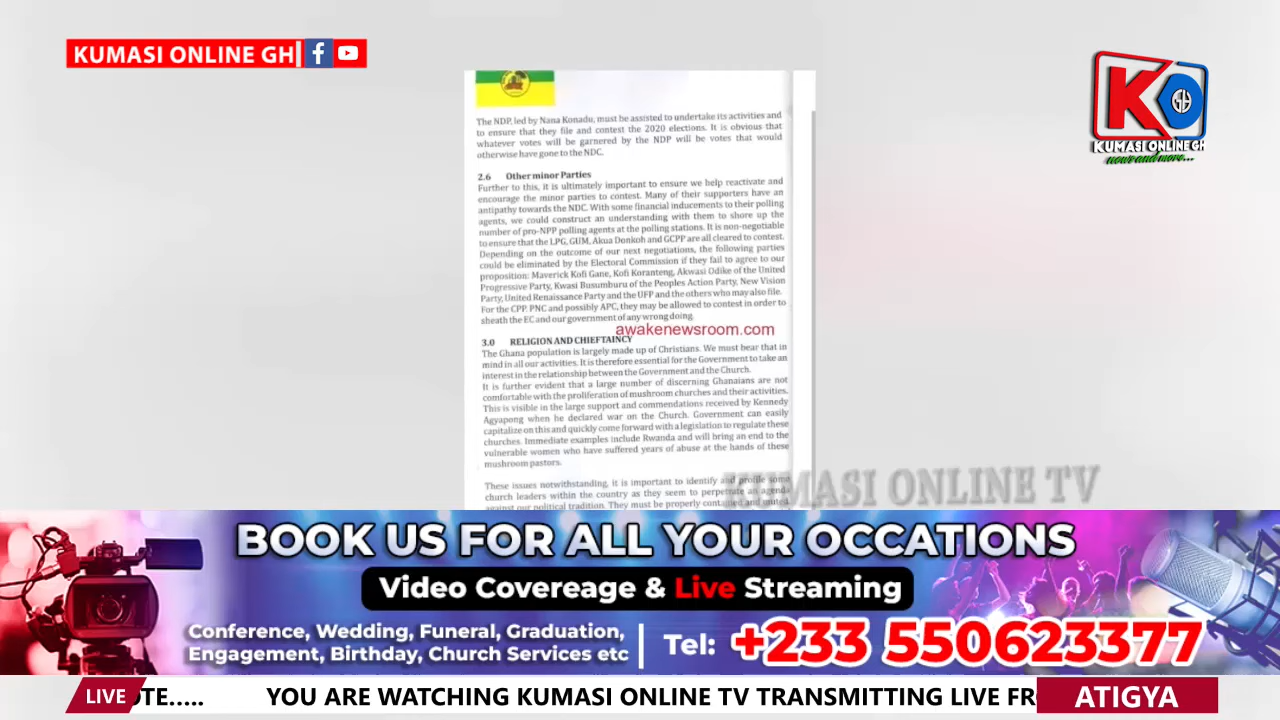 KUMASI ONLINE GH
KUMASI ONLINE GH
news and more...
The NDP, led by Nana Konadu, must be assisted to undertake its activities and
to ensure that they file and contest the 2020 elections. It is obvious that
whatever votes will be garnered by the NDP will be votes that would
otherwise have gone to the NDC.
2.6 Other minor Parties
Further to this, it is ultimately important to ensure we help reactivate and
encourage the minor parties to contest. Many of their supporters have an
antipathy towards the NDC. With some financial inducements to their polling
agents, we could construct an understanding with them to shore up the
number of pro-NPP polling agents at the polling stations. It is non-negotiable
to ensure that the LPG, GUM, Akua Donkoh and GCPP are all cleared to contest.
Depending on the outcome of our next negotiations, the following parties
could be eliminated by the Electoral Commission if they fail to agree to our
proposition: Maverick Kofi Gane, Kofi Koranteng, Akwasi Odike of the United
Progressive Party, Kwasi Busumburu of the Peoples Action Party, New Vision
Party, United Renaissance Party and the UFP and the others who may also file.
For the CPP, PNC and possibly APC, they may be allowed to contest in order to
sheath the EC and our government of any wrong doing.
awakenewsroom.com
3.0 RELIGION AND CHIEFTAINCY
The Ghana population is largely made up of Christians. We must bear that in
mind in all our activities. It is therefore essential for the Government to take an
interest in the relationship between the Government and the Church.
It is further evident that a large number of discerning Ghanaians are not
comfortable with the proliferation of mushroom churches and their activities.
This is visible in the large support and commendations received by Kennedy
Agyapong when he declared war on the Church. Government can easily
capitalize on this and quickly come forward with a legislation to regulate these
churches. Immediate examples include Rwanda and will bring an end to the
vulnerable women who have suffered years of abuse at the hands of these
mushroom pastors.
These issues notwithstanding, it is important to identify and profile some
church leaders within the country as they seem to perpetrate an agenda
against our political tradition. They must be properly contained and muted
KUMASI ONLINE TV
BOOK US FOR ALL YOUR OCCATIONS
Video Covereage & Live Streaming
Conference, Wedding, Funeral, Graduation,
Engagement, Birthday, Church Services etc
Tel: +233 550623377
LIVE OTE..... YOU ARE WATCHING KUMASI ONLINE TV TRANSMITTING LIVE FR
ATIGYA